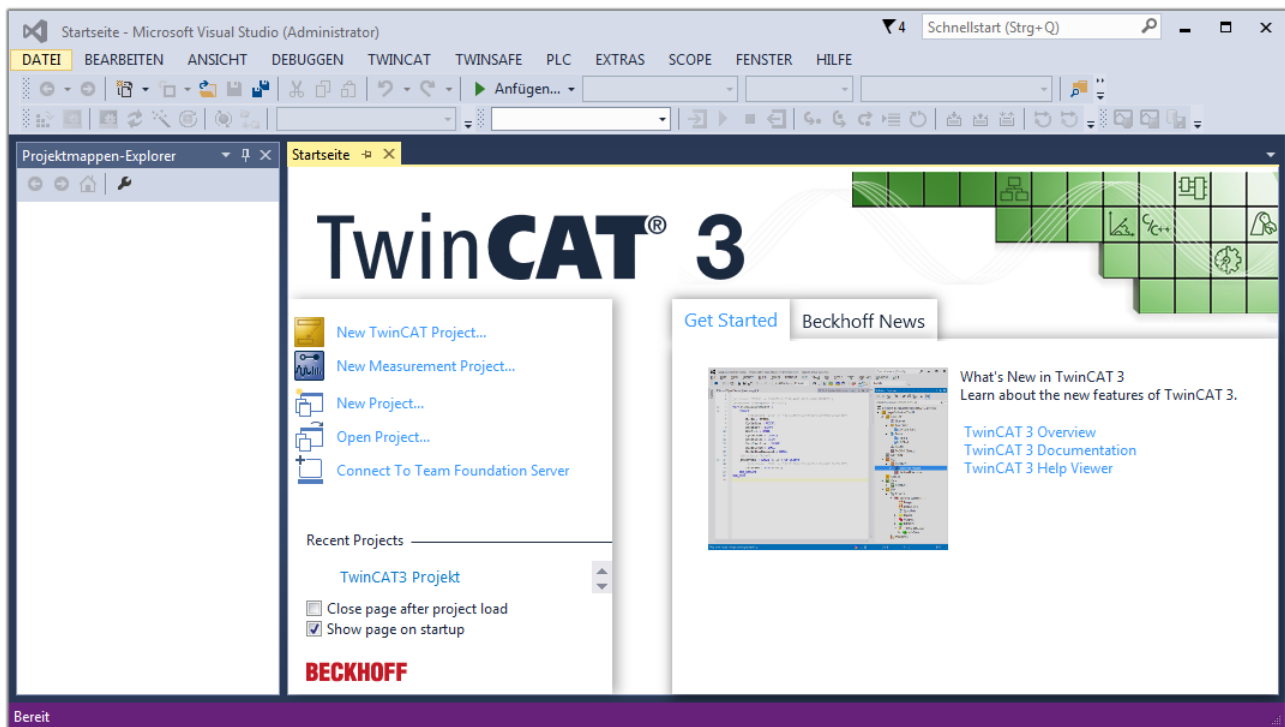 Startseite - Microsoft Visual Studio (Administrator)
4
Schnellstart (Strg+Q)
DATEI BEARBEITEN ANSICHT DEBUGGEN TWINCAT TWINSAFE PLC EXTRAS SCOPE FENSTER HILFE
Anfügen...
Projektmappen-Explorer
Startseite
TwinCAT® 3
C/C++
New TwinCAT Project...
New Measurement Project...
New Project...
Open Project...
Connect To Team Foundation Server
Recent Projects
TwinCAT3 Projekt
Close page after project load
Show page on startup
BECKHOFF
Get Started
Beckhoff News
What's New in TwinCAT 3
Learn about the new features of TwinCAT 3.
TwinCAT 3 Overview
TwinCAT 3 Documentation
TwinCAT 3 Help Viewer
Bereit